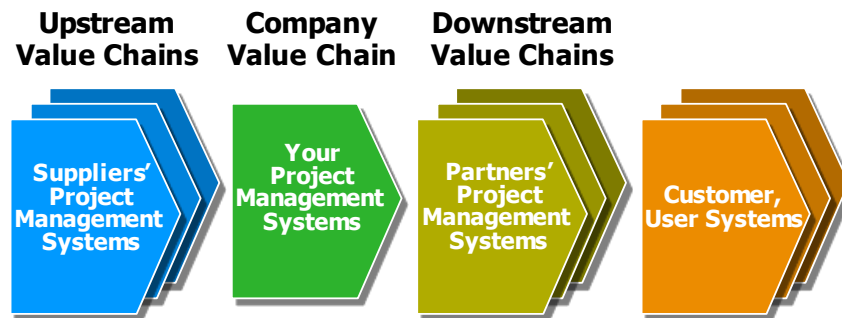 Upstream
Value Chains
Company
Value Chain
Downstream
Value Chains
Suppliers’
Project
Management
Systems
Your
Project
Management
Systems
Partners’
Project
Management
Systems
Customer,
User Systems